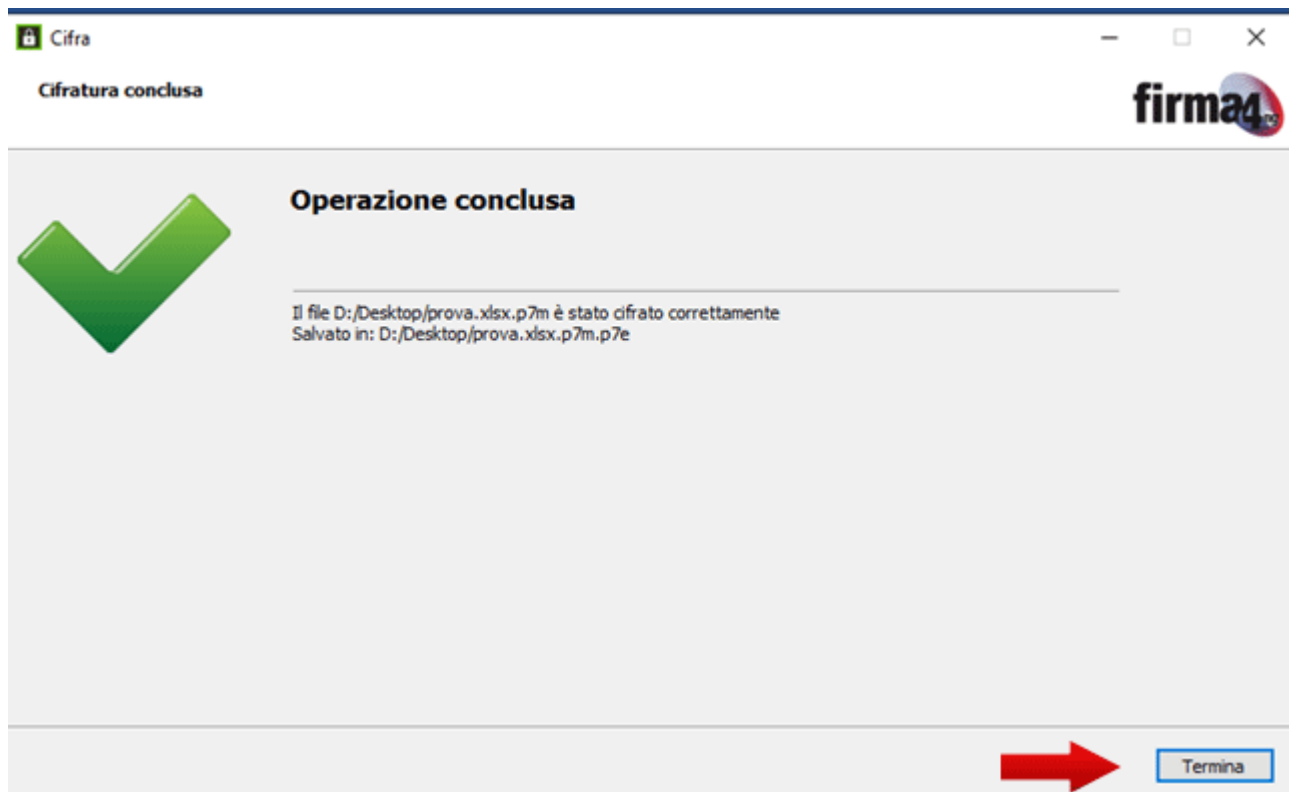 Cifra
Cifratura conclusa
firma4ng
Operazione conclusa
Il file D:/Desktop/prova.xlsx.p7m è stato cifrato correttamente
Salvato in: D:/Desktop/prova.xlsx.p7m.p7e
Termina